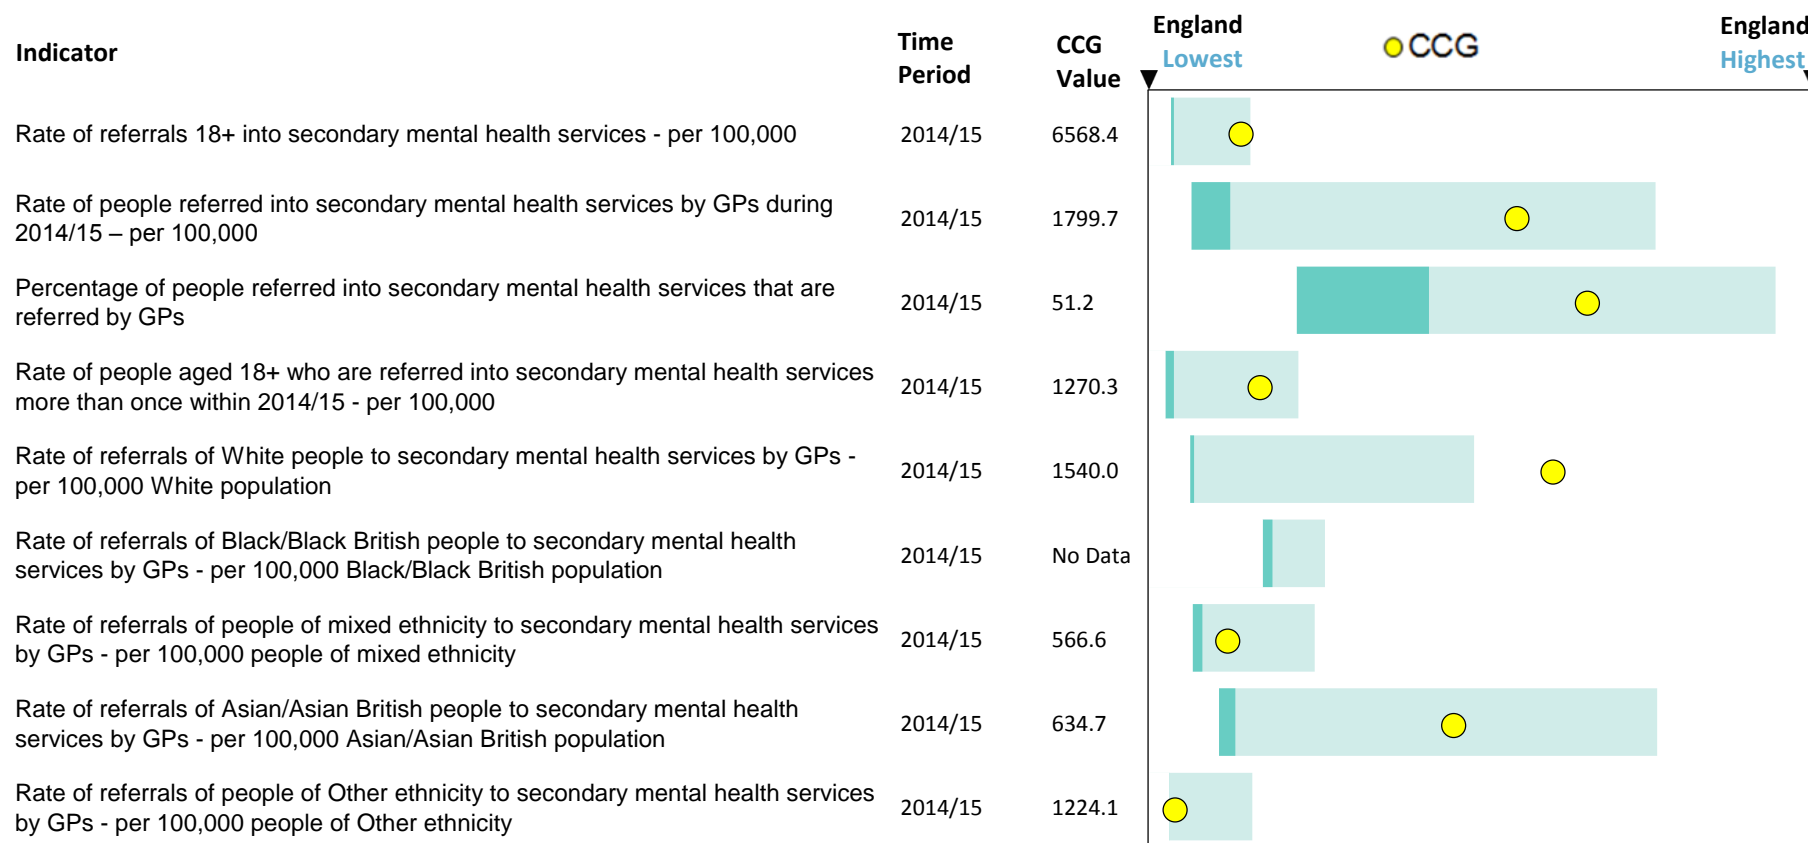 Indicator
Time
Period
CCG
Value
England
Lowest
CCG
England
Highest
Rate of referrals 18+ into secondary mental health services - per 100,000
2014/15
6568.4
Rate of people referred into secondary mental health services by GPs during
2014/15 – per 100,000
2014/15
1799.7
Percentage of people referred into secondary mental health services that are
referred by GPs
2014/15
51.2
Rate of people aged 18+ who are referred into secondary mental health services
more than once within 2014/15 - per 100,000
2014/15
1270.3
Rate of referrals of White people to secondary mental health services by GPs -
per 100,000 White population
2014/15
1540.0
Rate of referrals of Black/Black British people to secondary mental health
services by GPs - per 100,000 Black/Black British population
2014/15
No Data
Rate of referrals of people of mixed ethnicity to secondary mental health services
by GPs - per 100,000 people of mixed ethnicity
2014/15
566.6
Rate of referrals of Asian/Asian British people to secondary mental health
services by GPs - per 100,000 Asian/Asian British population
2014/15
634.7
Rate of referrals of people of Other ethnicity to secondary mental health services
by GPs - per 100,000 people of Other ethnicity
2014/15
1224.1